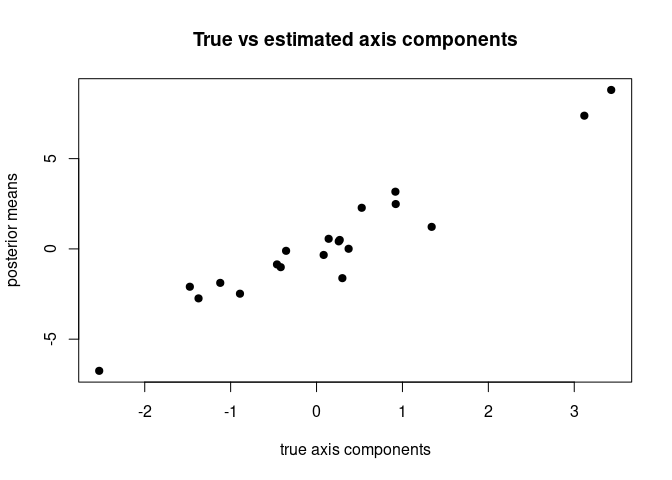 True vs estimated axis components
5
0
-5
posterior means
-2 -1 0 1 2 3
true axis components